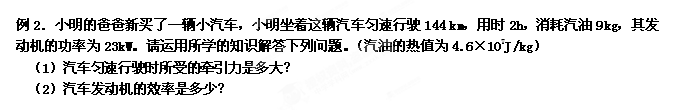 例2．小明的爸爸新买了一辆小汽车，小明坐着这辆汽车匀速行驶144km，用时2h，消耗汽油9kg，其发
动机的功率为23kW。请运用所学的知识解答下列问题。（汽油的热值为4.6×10⁷J/kg）
（1）汽车匀速行驶时所受的牵引力是多大？
（2）汽车发动机的效率是多少？